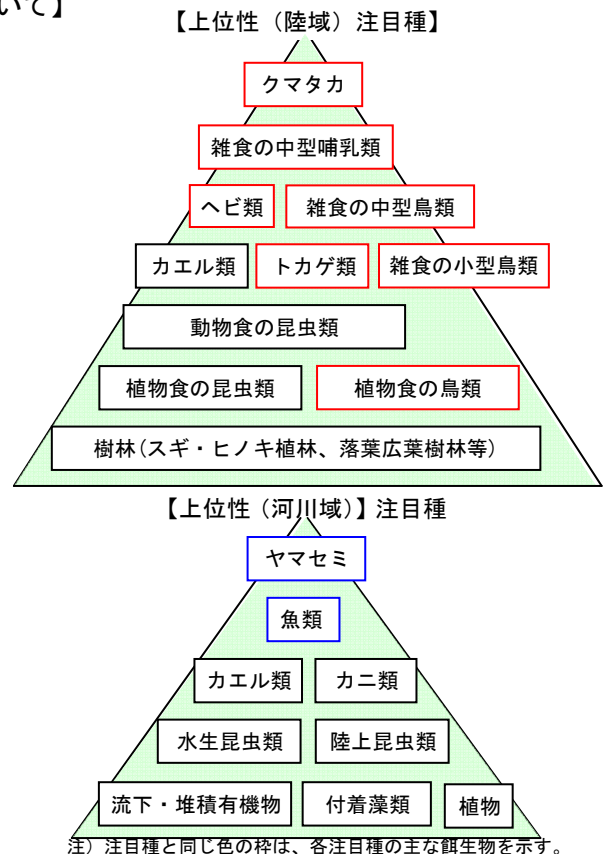 いて】
【上位性（陸域）注目種】
クマタカ
雑食の中型哺乳類
ヘビ類
雑食の中型鳥類
カエル類
トカゲ類
雑食の小型鳥類
動物食の昆虫類
植物食の昆虫類
植物食の鳥類
樹林（スギ・ヒノキ植林、落葉広葉樹林等）
【上位性（河川域）】注目種
ヤマセミ
魚類
カエル類
カニ類
水生昆虫類
陸上昆虫類
流下・堆積有機物
付着藻類
植物
注）注目種と同じ色の枠は、各注目種の主な餌生物を示す。